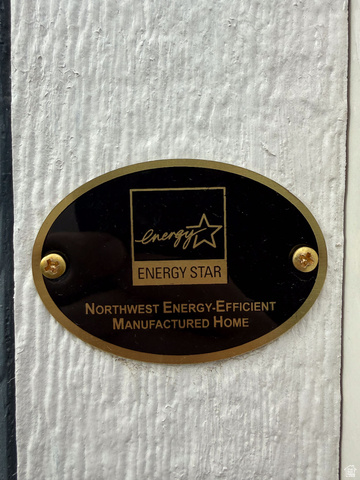 energy
ENERGY STAR
NORTHWEST ENERGY-EFFICIENT
MANUFACTURED HOME